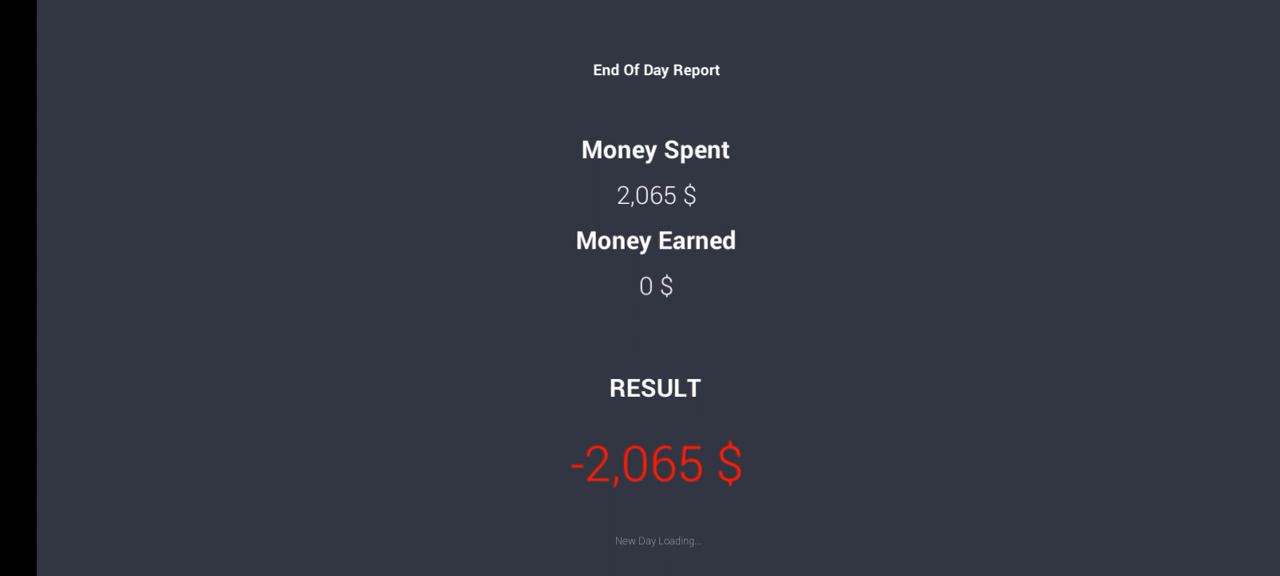 End Of Day Report
Money Spent
2,065 $
Money Earned
0 $
RESULT
-2,065 $
New Day Loading...